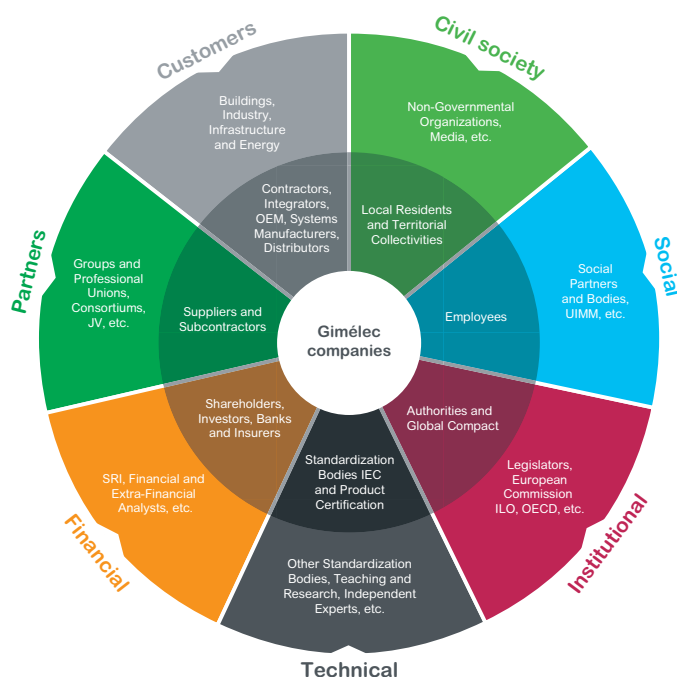 Customers
Civil society
Buildings,
Industry,
Infrastructure
and Energy
Non-Governmental
Organizations,
Media, etc.
Contractors,
Integrators,
OEM, Systems
Manufacturers,
Distributors
Local Residents
and Territorial
Collectivities
Partners
Groups and
Professional
Unions,
Consortiums,
JV, etc.
Suppliers and
Subcontractors
Gimélec
companies
Employees
Social
Partners
and Bodies,
UIMM, etc.
Social
Shareholders,
Investors, Banks
and Insurers
Authorities and
Global Compact
SRI, Financial and
Extra-Financial
Analysts, etc.
Standardization
Bodies IEC
and Product
Certification
Legislators,
European
Commission
ILO, OECD, etc.
Financial
Institutional
Other Standardization
Bodies, Teaching and
Research, Independent
Experts, etc.
Technical